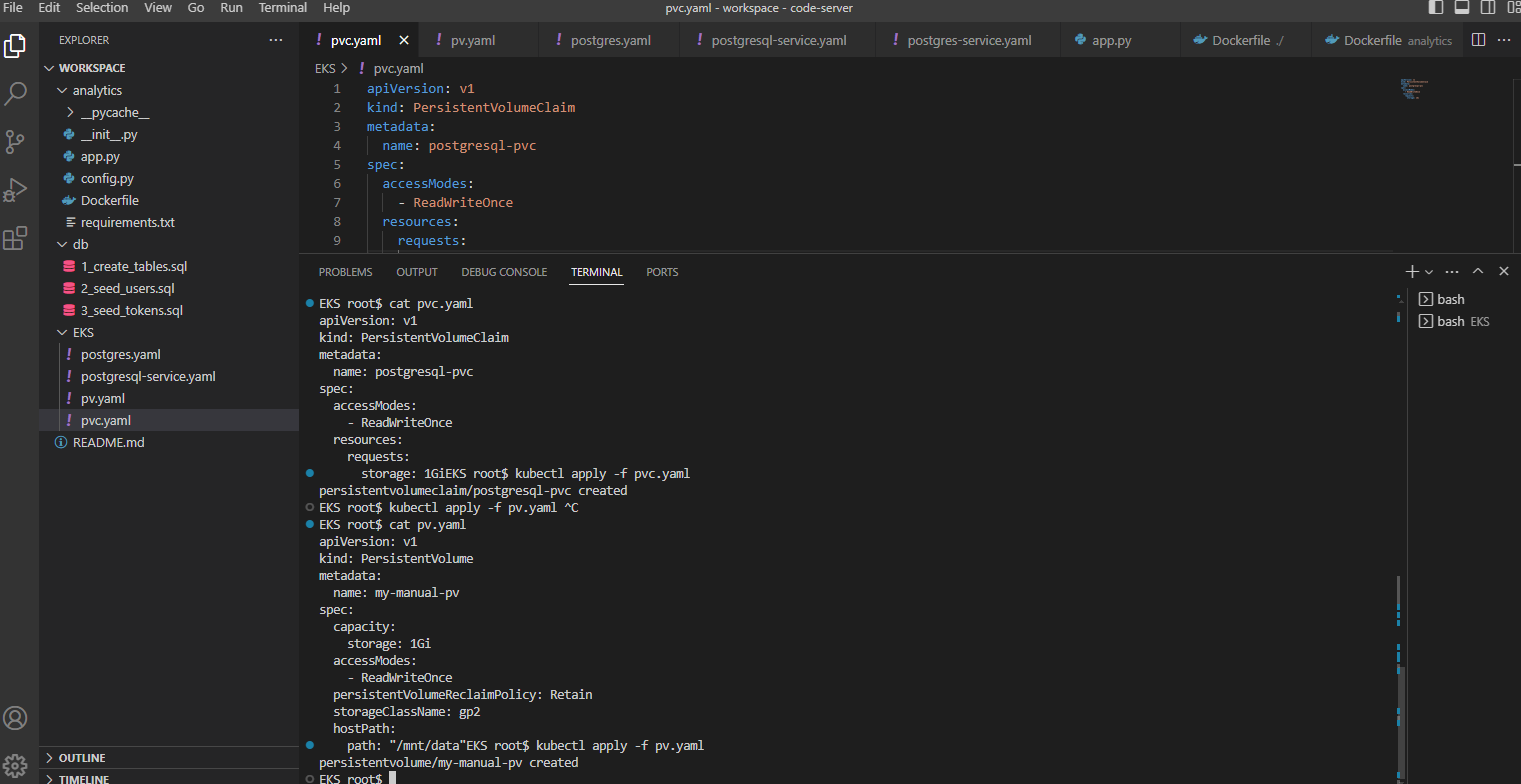 File Edit Selection View Go Run Terminal Help
pvc.yaml - workspace - code-server
EXPLORER
WORKSPACE
analytics
__pycache__
__init__.py
app.py
config.py
Dockerfile
requirements.txt
db
1_create_tables.sql
2_seed_users.sql
3_seed_tokens.sql
EKS
postgres.yaml
postgresql-service.yaml
pv.yaml
pvc.yaml
README.md
OUTLINE
TIMELINE
pvc.yaml pv.yaml postgres.yaml postgresql-service.yaml postgres-service.yaml app.py Dockerfile ./ Dockerfile analytics
EKS > pvc.yaml
1 apiVersion: v1
2 kind: PersistentVolumeClaim
3 metadata:
4 name: postgresql-pvc
5 spec:
6 accessModes:
7 - ReadWriteOnce
8 resources:
9 requests:
PROBLEMS OUTPUT DEBUG CONSOLE TERMINAL PORTS
EKS root$ cat pvc.yaml
apiVersion: v1
kind: PersistentVolumeClaim
metadata:
name: postgresql-pvc
spec:
accessModes:
- ReadWriteOnce
resources:
requests:
storage: 1GiEKS root$ kubectl apply -f pvc.yaml
persistentvolumeclaim/postgresql-pvc created
EKS root$ kubectl apply -f pv.yaml ^C
EKS root$ cat pv.yaml
apiVersion: v1
kind: PersistentVolume
metadata:
name: my-manual-pv
spec:
capacity:
storage: 1Gi
accessModes:
- ReadWriteOnce
persistentVolumeReclaimPolicy: Retain
storageClassName: gp2
hostPath:
path: "/mnt/data"EKS root$ kubectl apply -f pv.yaml
persistentvolume/my-manual-pv created
EKS root$
bash
bash EKS